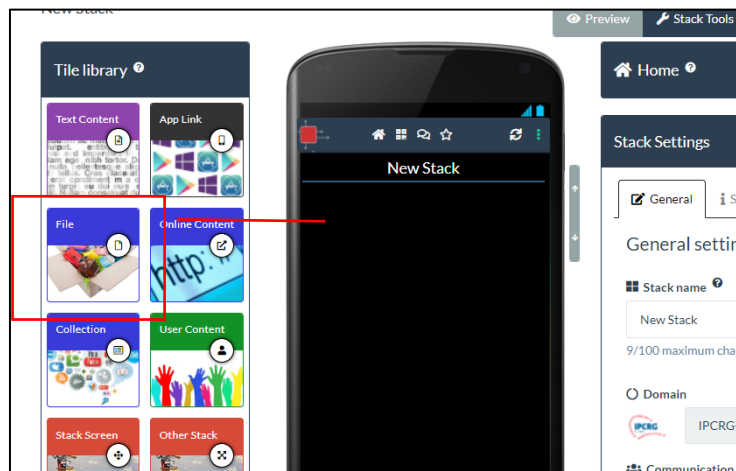 New Stack
Preview
Stack Tools
Tile library
Text Content
App Link
File
Online Content
http:
Collection
User Content
Stack Screen
Other Stack
New Stack
Home
Stack Settings
General
General
Stack name
New Stack
9/100 maximum
Domain
IPCRG
IPCRG
Communication